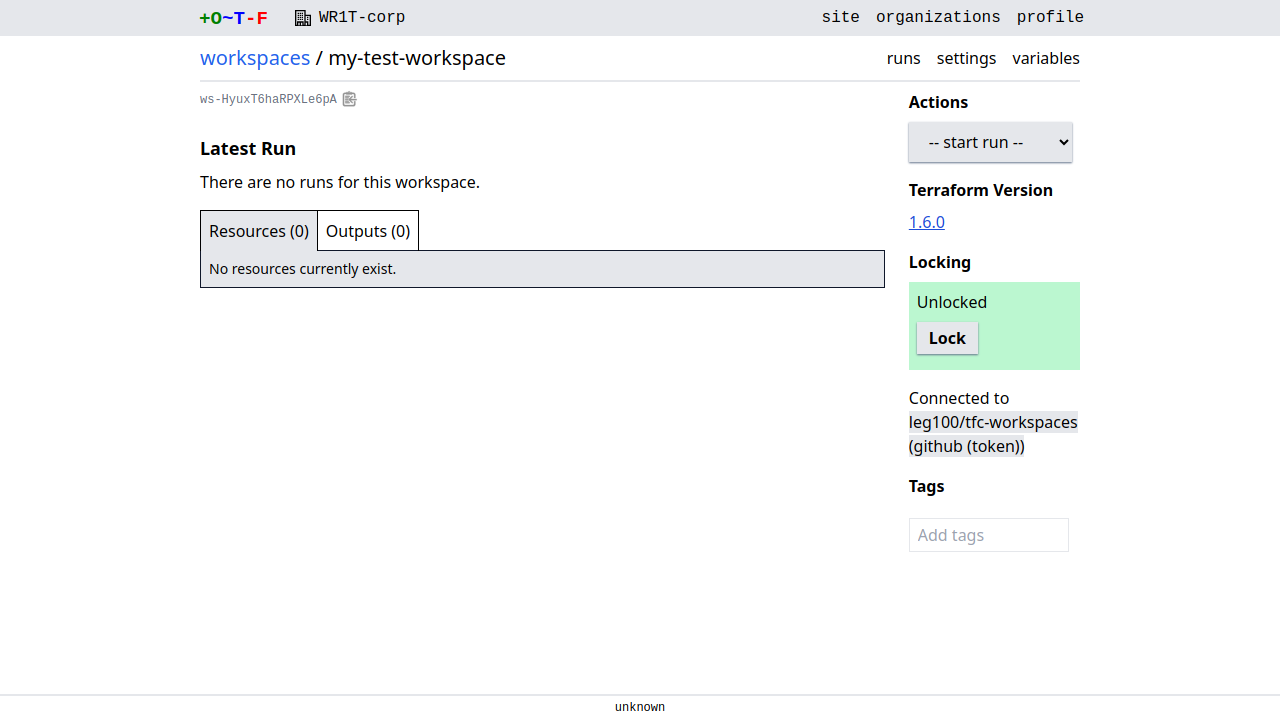 +O~T-F WR1T-corp site organizations profile
workspaces / my-test-workspace runs settings variables
ws-HyuxT6haRPXLe6pA
Actions
-- start run --
Latest Run
There are no runs for this workspace.
Terraform Version
1.6.0
Resources (0) Outputs (0)
No resources currently exist.
Locking
Unlocked
Lock
Connected to
leg100/tfc-workspaces
(github (token))
Tags
Add tags
unknown